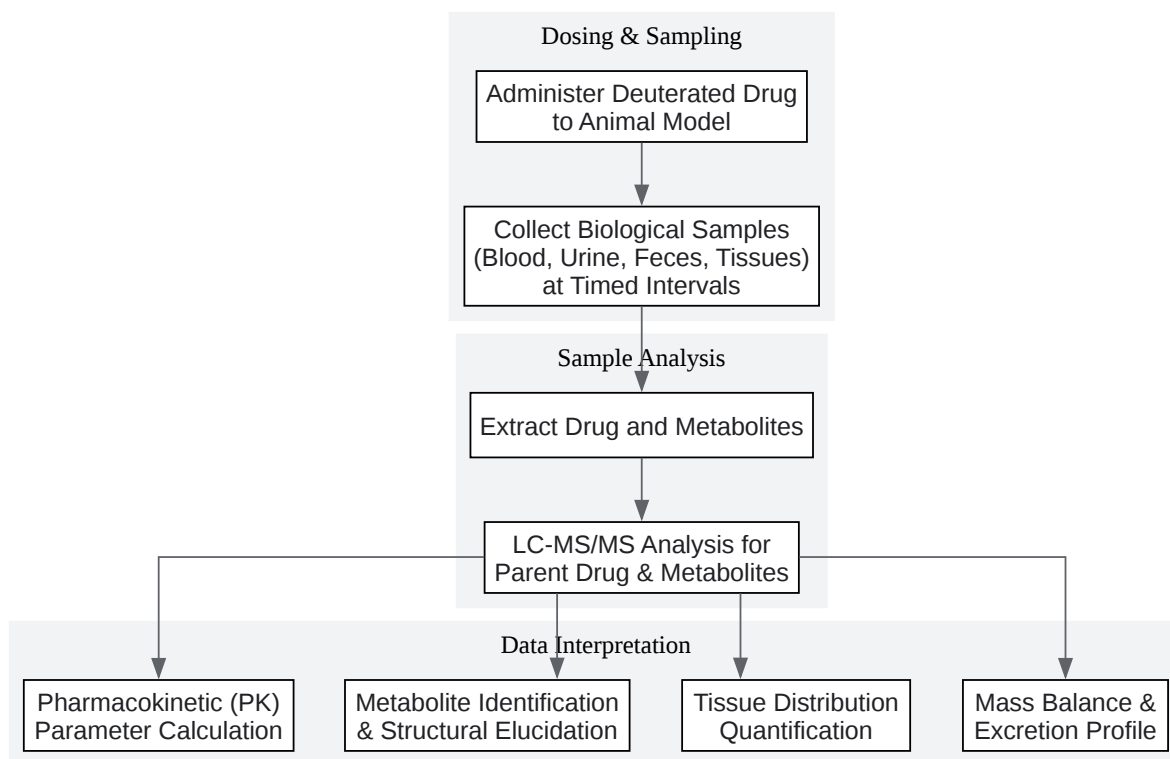 Dosing & Sampling
Administer Deuterated Drug
to Animal Model
Collect Biological Samples
(Blood, Urine, Feces, Tissues)
at Timed Intervals
Sample Analysis
Extract Drug and Metabolites
LC-MS/MS Analysis for
Parent Drug & Metabolites
Data Interpretation
Pharmacokinetic (PK)
Parameter Calculation
Metabolite Identification
& Structural Elucidation
Tissue Distribution
Quantification
Mass Balance &
Excretion Profile